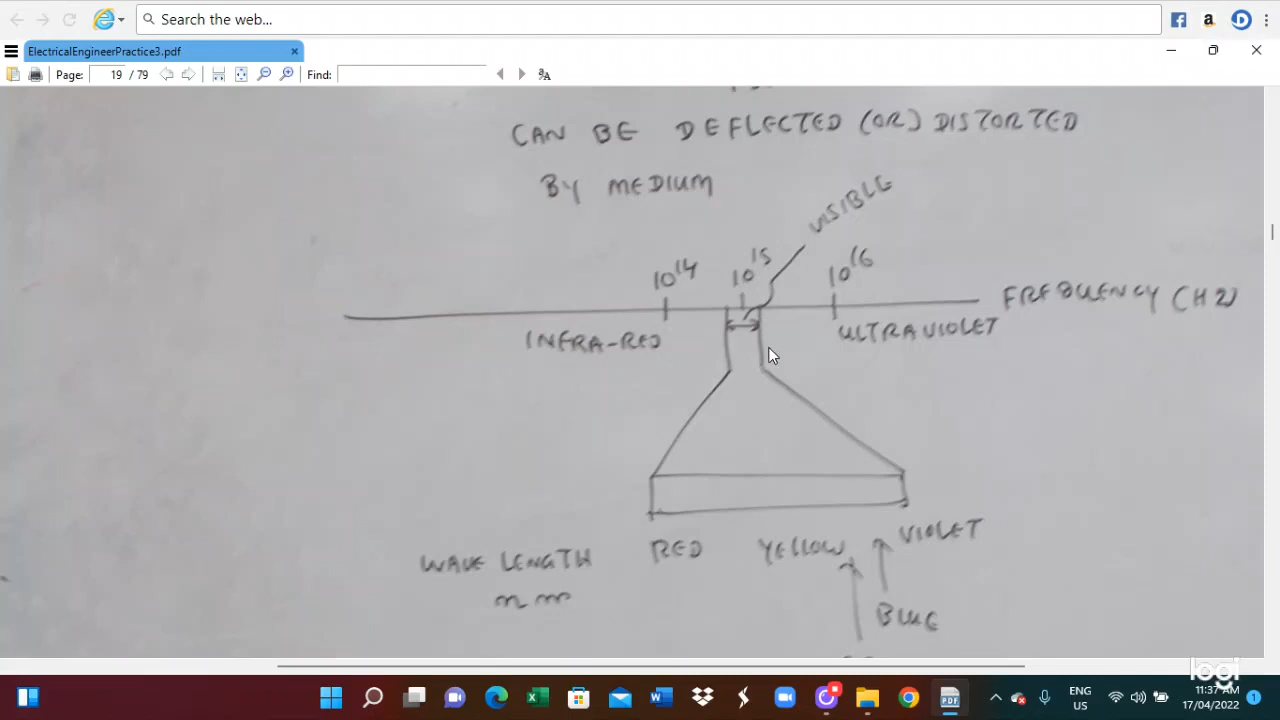 Search the web...
ElectricalEngineerPractice3.pdf
Page: 19 / 79 Find:
CAN BE DEFLECTED (OR) DISTORTED
BY MEDIUM
VISIBLE
10^14 10^15 10^16
FREQUENCY (HZ)
INFRA-RED ULTRAVIOLET
WAVE LENGTH RED YELLOW VIOLET
BLUE
logi
ENG
US
11:37 AM
17/04/2022